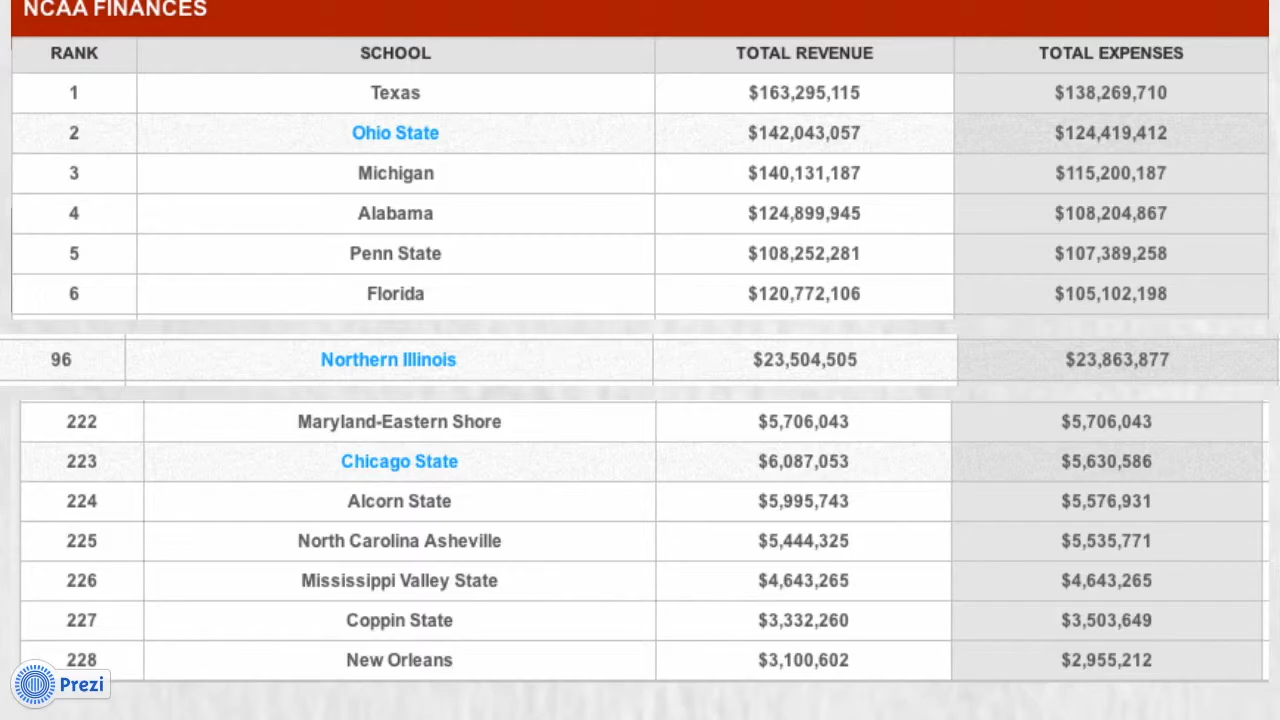 NCAA FINANCES
RANK SCHOOL TOTAL REVENUE TOTAL EXPENSES
1 Texas $163,295,115 $138,269,710
2 Ohio State $142,043,057 $124,419,412
3 Michigan $140,131,187 $115,200,187
4 Alabama $124,899,945 $108,204,867
5 Penn State $108,252,281 $107,389,258
6 Florida $120,772,106 $105,102,198
96 Northern Illinois $23,504,505 $23,863,877
222 Maryland-Eastern Shore $5,706,043 $5,706,043
223 Chicago State $6,087,053 $5,630,586
224 Alcorn State $5,995,743 $5,576,931
225 North Carolina Asheville $5,444,325 $5,535,771
226 Mississippi Valley State $4,643,265 $4,643,265
227 Coppin State $3,332,260 $3,503,649
228 New Orleans $3,100,602 $2,955,212
Prezi